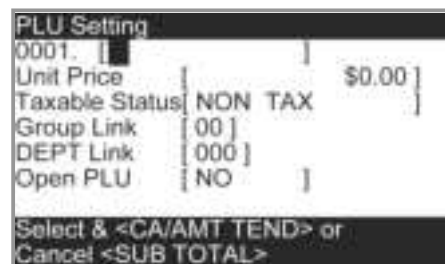 PLU Setting
0001. [ ]
Unit Price [ $0.00 ]
Taxable Status[ NON TAX ]
Group Link [ 00 ]
DEPT Link [ 000 ]
Open PLU [ NO ]
Select & <CA/AMT TEND> or
Cancel <SUB TOTAL>